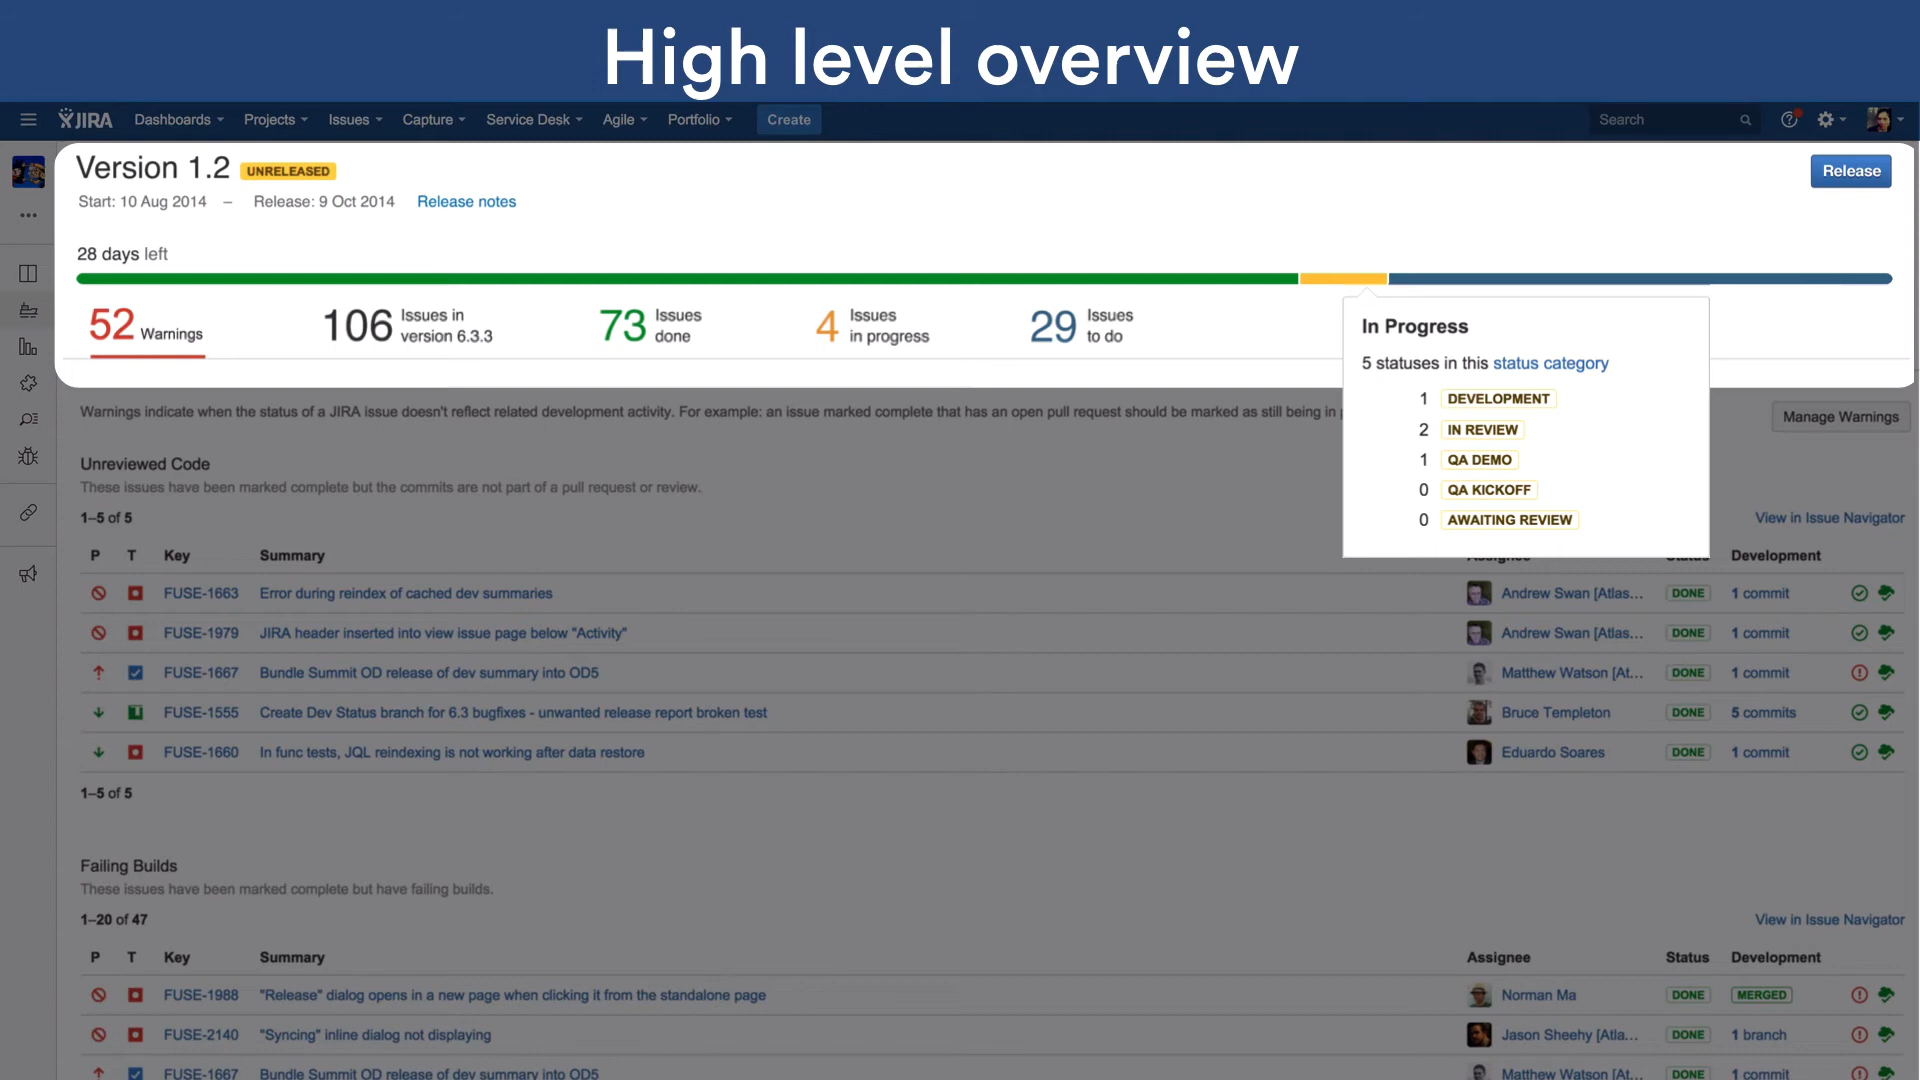 High level overview
JIRA Dashboards Projects Issues Capture Service Desk Agile Portfolio Create Search
Version 1.2 UNRELEASED Release
Start: 10 Aug 2014 – Release: 9 Oct 2014 Release notes
28 days left
52 Warnings
106 Issues in version 6.3.3
73 Issues done
4 Issues in progress
29 Issues to do
In Progress
5 statuses in this status category
1 DEVELOPMENT
2 IN REVIEW
1 QA DEMO
0 QA KICKOFF
0 AWAITING REVIEW
Warnings indicate when the status of a JIRA issue doesn't reflect related development activity. For example: an issue marked complete that has an open pull request should be marked as still being in
Manage Warnings
Unreviewed Code
These issues have been marked complete but the commits are not part of a pull request or review.
1–5 of 5 View in Issue Navigator
P T Key Summary Assignee Status Development
FUSE-1663 Error during reindex of cached dev summaries Andrew Swan [Atlas... DONE 1 commit
FUSE-1979 JIRA header inserted into view issue page below "Activity" Andrew Swan [Atlas... DONE 1 commit
FUSE-1667 Bundle Summit OD release of dev summary into OD5 Matthew Watson [At... DONE 1 commit
FUSE-1555 Create Dev Status branch for 6.3 bugfixes - unwanted release report broken test Bruce Templeton DONE 5 commits
FUSE-1660 In func tests, JQL reindexing is not working after data restore Eduardo Soares DONE 1 commit
1–5 of 5
Failing Builds
These issues have been marked complete but have failing builds.
1–20 of 47 View in Issue Navigator
P T Key Summary Assignee Status Development
FUSE-1988 "Release" dialog opens in a new page when clicking it from the standalone page Norman Ma DONE MERGED
FUSE-2140 "Syncing" inline dialog not displaying Jason Sheehy [Atla... DONE 1 branch
FUSE-1667 Bundle Summit OD release of dev summary into OD5 Matthew Watson [At... DONE 1 commit